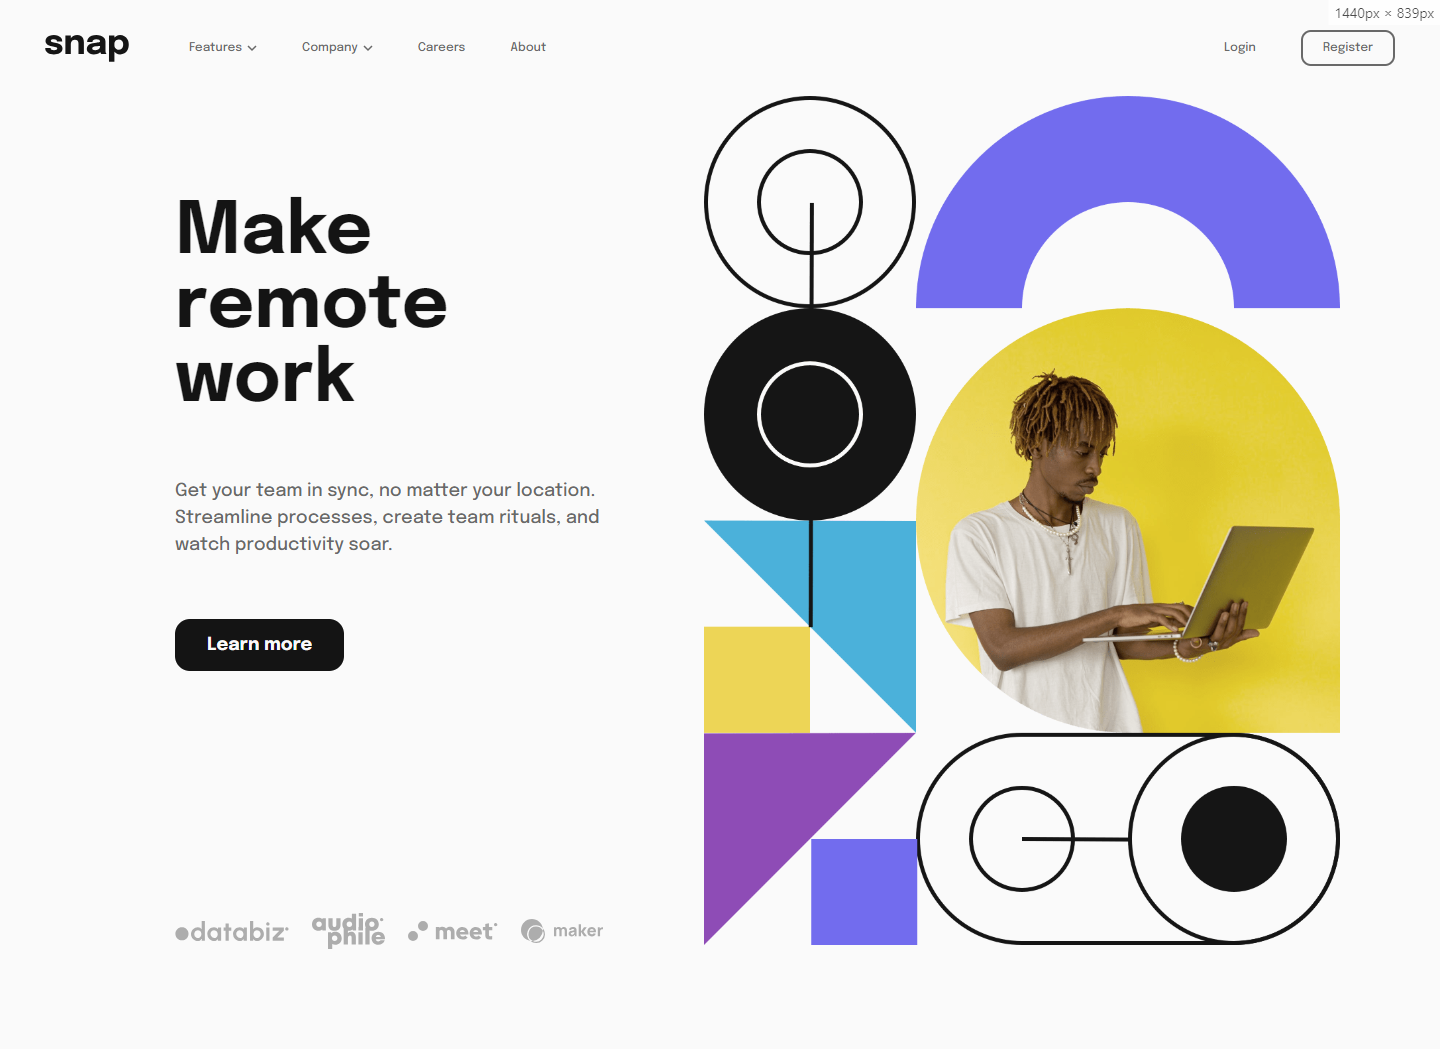 1440px × 839px
snap
Features
Company
Careers
About
Login
Register
Make
remote
work
Get your team in sync, no matter your location.
Streamline processes, create team rituals, and
watch productivity soar.
Learn more
databiz
audio
phile
meet
maker